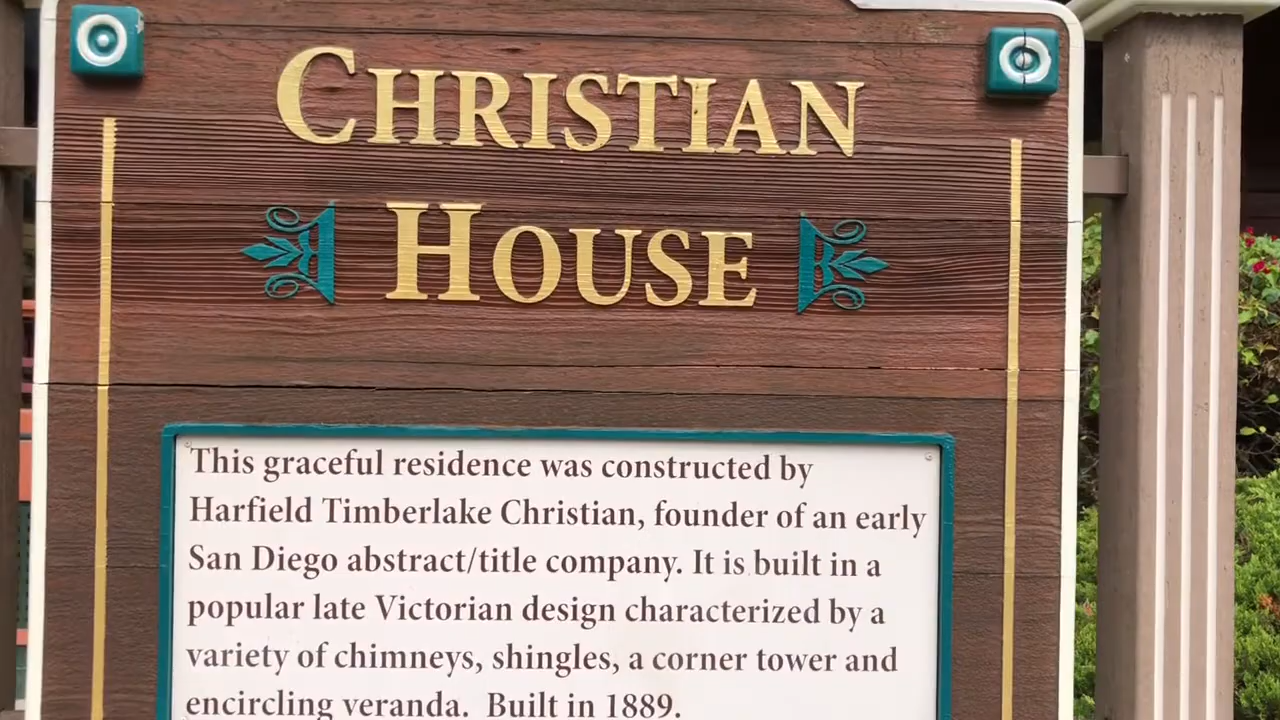 CHRISTIAN
HOUSE
This graceful residence was constructed by
Harfield Timberlake Christian, founder of an early
San Diego abstract/title company. It is built in a
popular late Victorian design characterized by a
variety of chimneys, shingles, a corner tower and
encircling veranda. Built in 1889.